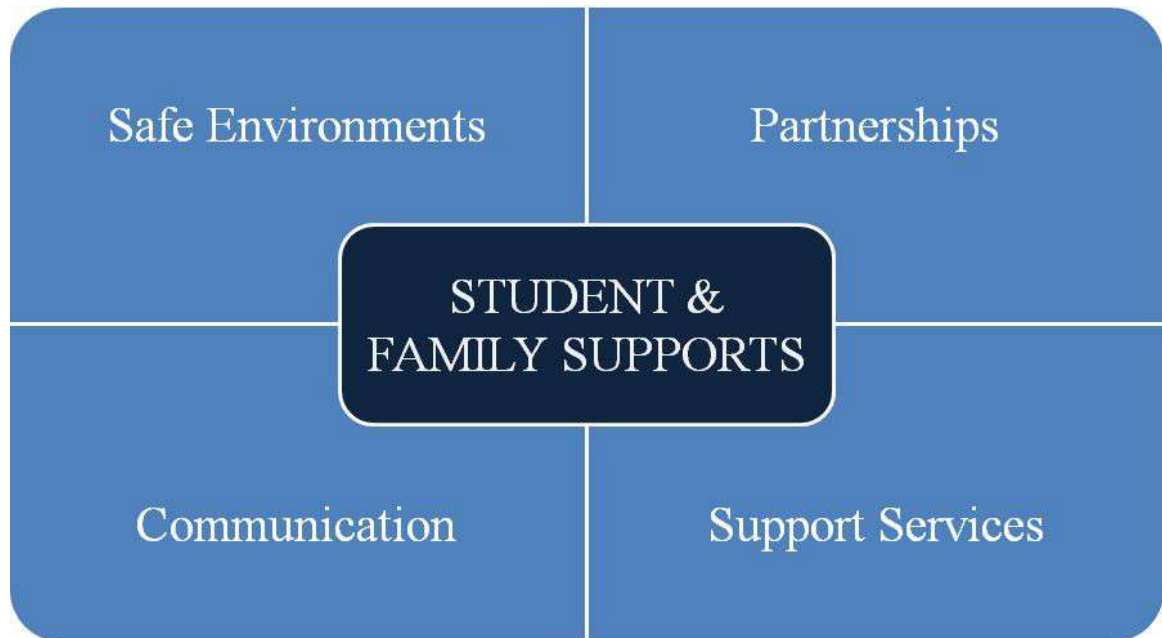 Safe Environments
Partnerships
STUDENT &
FAMILY SUPPORTS
Communication
Support Services